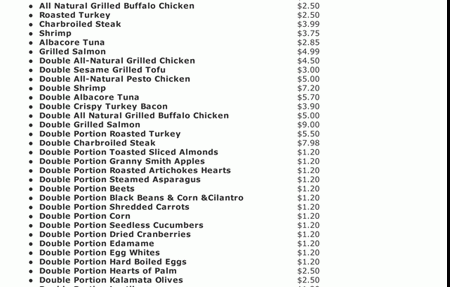 All Natural Grilled Buffalo Chicken $2.50
Roasted Turkey $2.50
Charbroiled Steak $3.99
Shrimp $3.75
Albacore Tuna $2.85
Grilled Salmon $4.99
Double All-Natural Grilled Chicken $4.50
Double Sesame Grilled Tofu $3.00
Double All-Natural Pesto Chicken $5.00
Double Shrimp $7.20
Double Albacore Tuna $5.70
Double Crispy Turkey Bacon $3.90
Double All Natural Grilled Buffalo Chicken $5.00
Double Grilled Salmon $9.00
Double Portion Roasted Turkey $5.50
Double Charbroiled Steak $7.98
Double Portion Toasted Sliced Almonds $1.20
Double Portion Granny Smith Apples $1.20
Double Portion Roasted Artichokes Hearts $1.20
Double Portion Steamed Asparagus $1.20
Double Portion Beets $1.20
Double Portion Black Beans & Corn &Cilantro $1.20
Double Portion Shredded Carrots $1.20
Double Portion Corn $1.20
Double Portion Seedless Cucumbers $1.20
Double Portion Dried Cranberries $1.20
Double Portion Edamame $1.20
Double Portion Egg Whites $1.20
Double Portion Hard Boiled Eggs $1.20
Double Portion Hearts of Palm $2.50
Double Portion Kalamata Olives $2.50